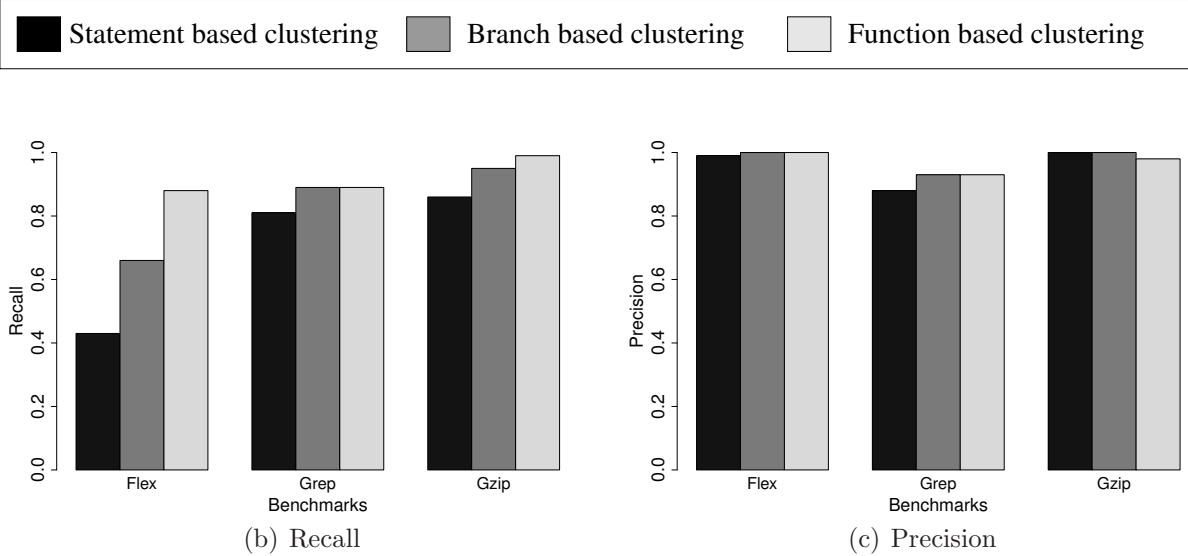 Statement based clustering Branch based clustering Function based clustering
Recall
0.0 0.2 0.4 0.6 0.8 1.0
Flex Grep Gzip
Benchmarks
(b) Recall
Precision
0.0 0.2 0.4 0.6 0.8 1.0
Flex Grep Gzip
Benchmarks
(c) Precision